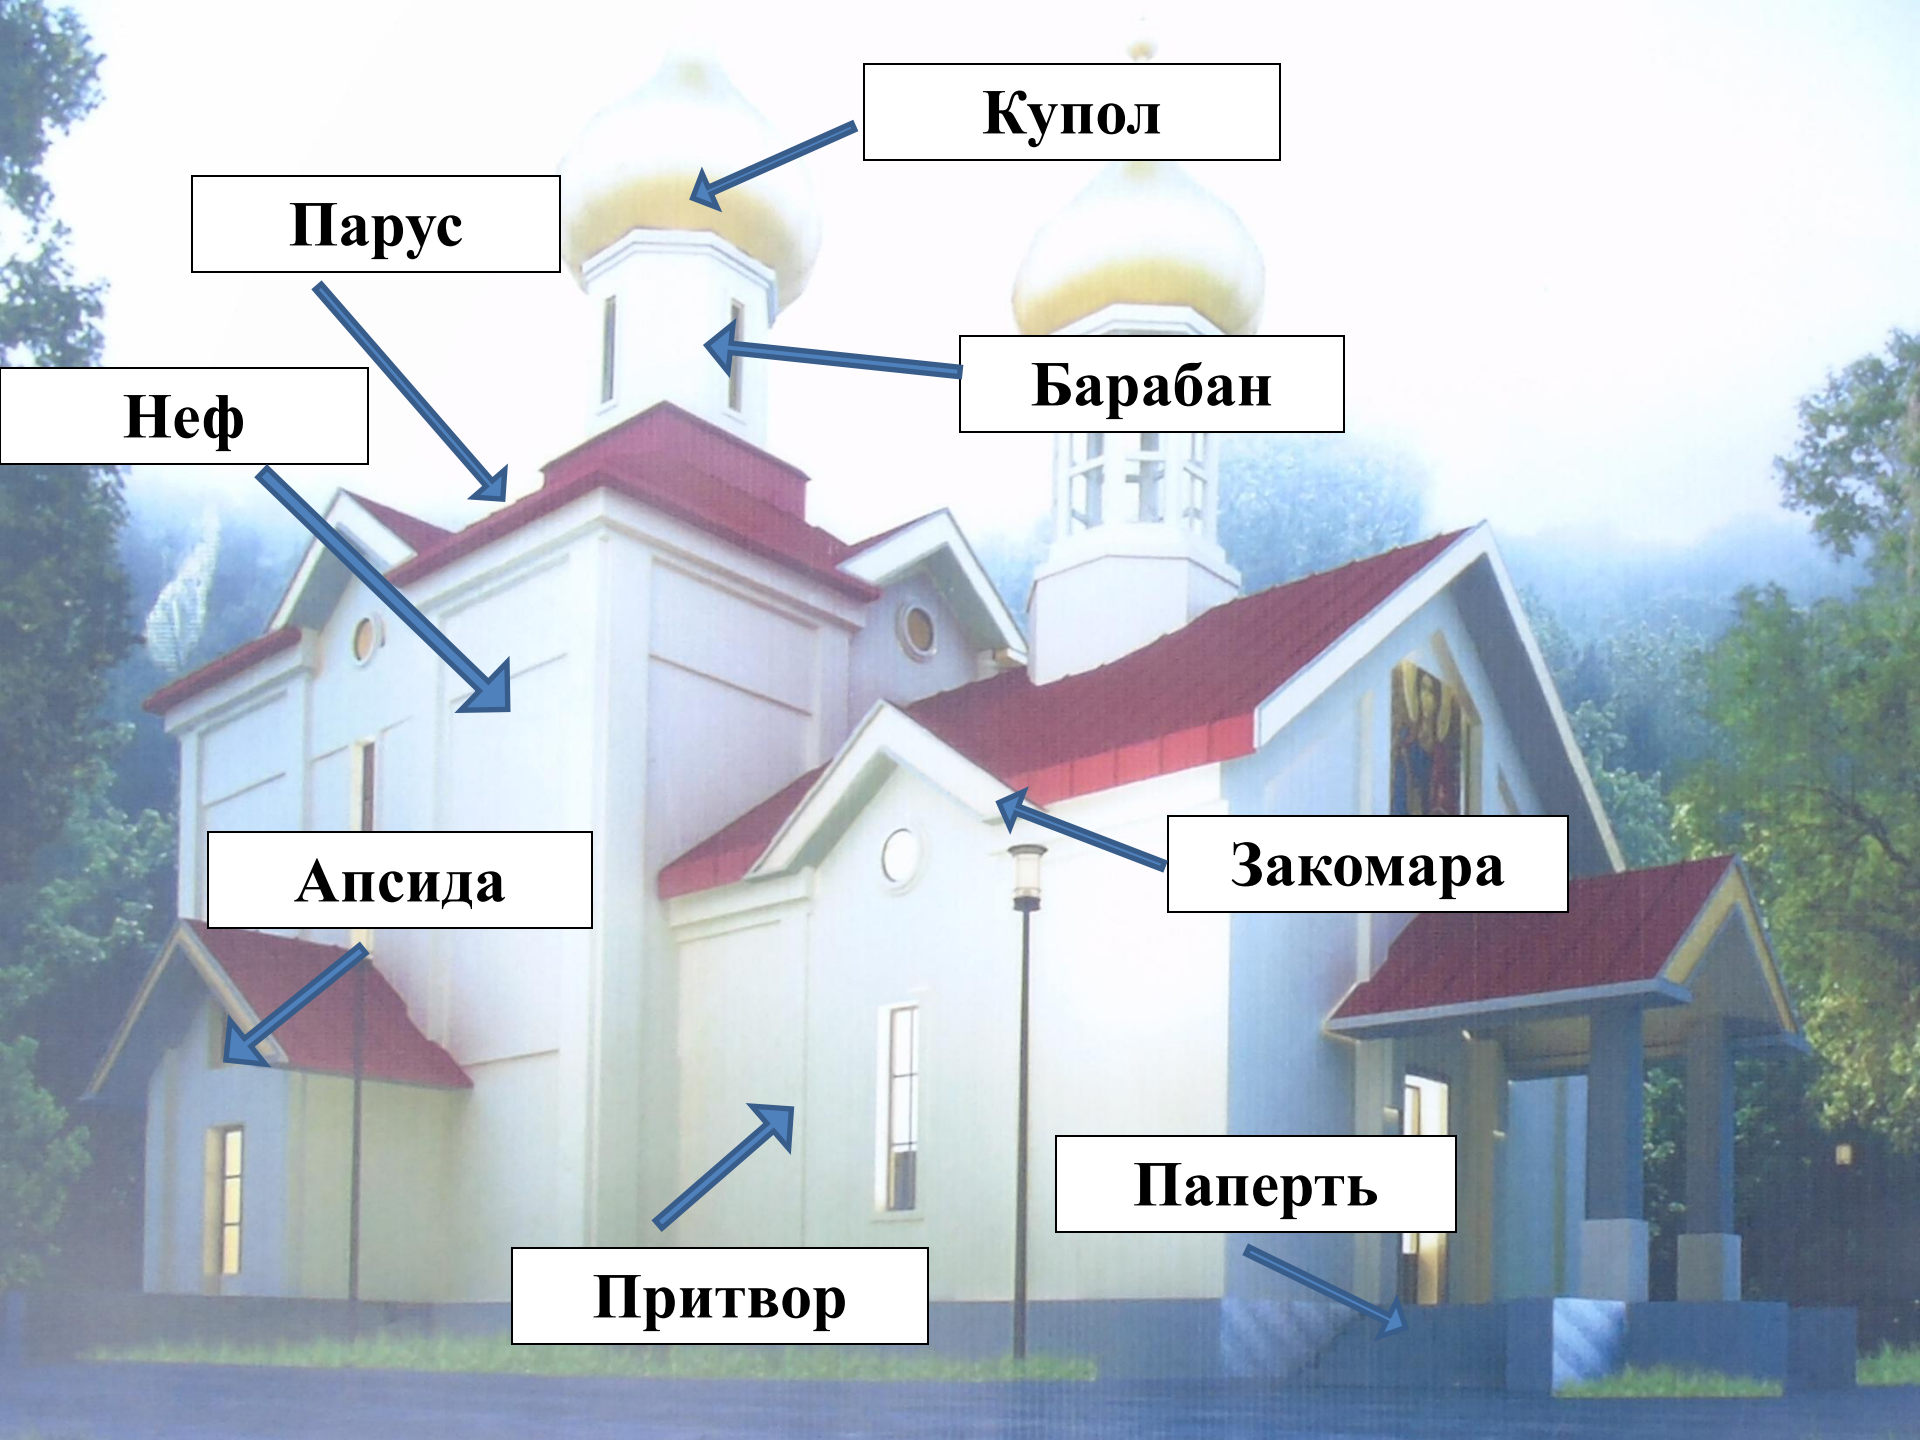 Купол
Парус
Барабан
Неф
Закомара
Апсида
Паперть
Притвор